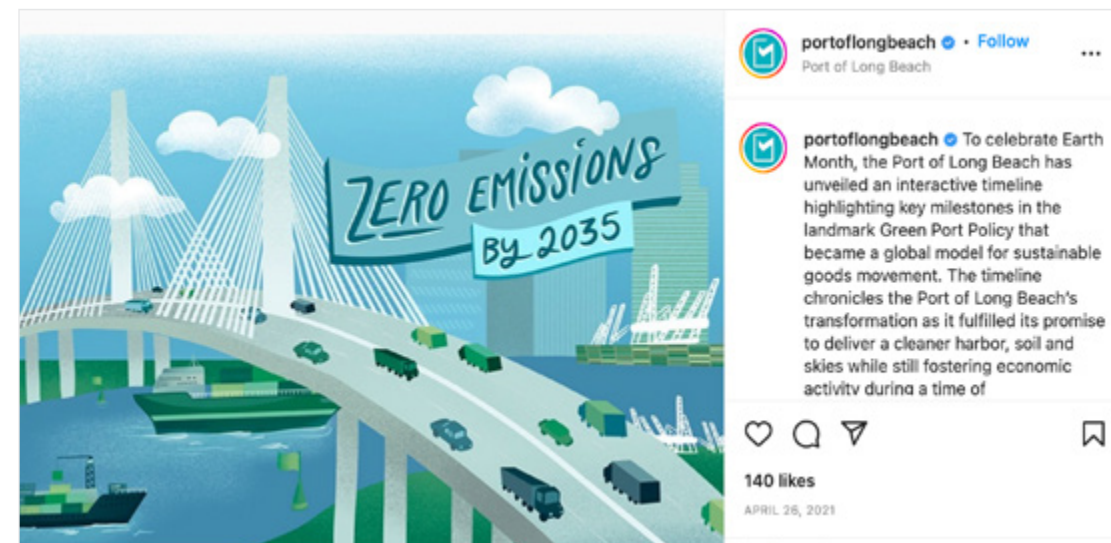 ZERO EMISSIONS
BY 2035
portoflongbeach • Follow
Port of Long Beach
portoflongbeach To celebrate Earth
Month, the Port of Long Beach has
unveiled an interactive timeline
highlighting key milestones in the
landmark Green Port Policy that
became a global model for sustainable
goods movement. The timeline
chronicles the Port of Long Beach's
transformation as it fulfilled its promise
to deliver a cleaner harbor, soil and
skies while still fostering economic
activity during a time of
140 likes
APRIL 26, 2021